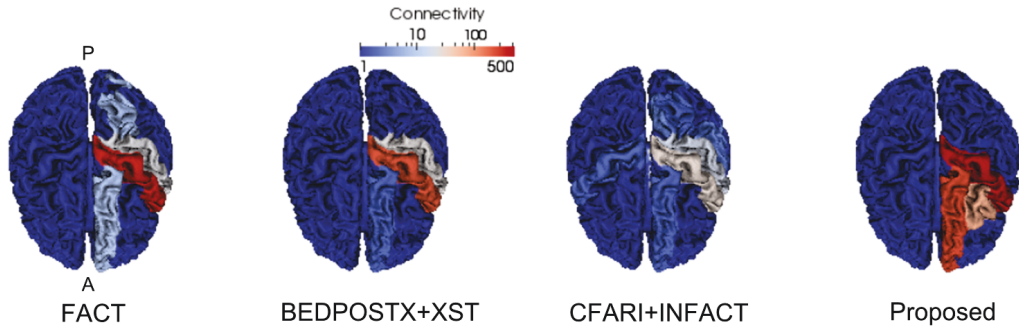 Connectivity
10 100
1 500
P
A
FACT BEDPOSTX+XST CFARI+INFACT Proposed